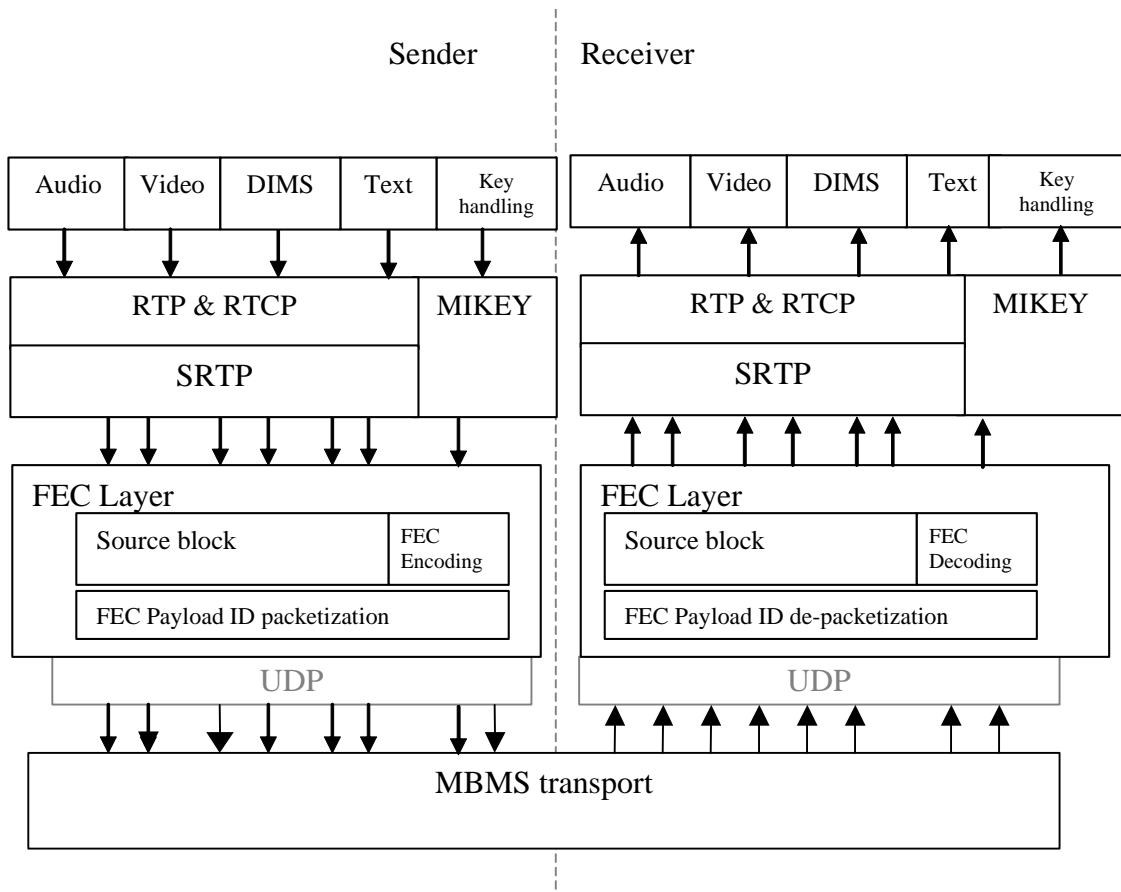 Sender
Receiver
Audio
Video
DIMS
Text
Key
handling
Audio
Video
DIMS
Text
Key
handling
RTP & RTCP
MIKEY
SRTP
RTP & RTCP
MIKEY
SRTP
FEC Layer
Source block
FEC
Encoding
FEC Payload ID packetization
FEC Layer
Source block
FEC
Decoding
FEC Payload ID de-packetization
UDP
UDP
MBMS transport